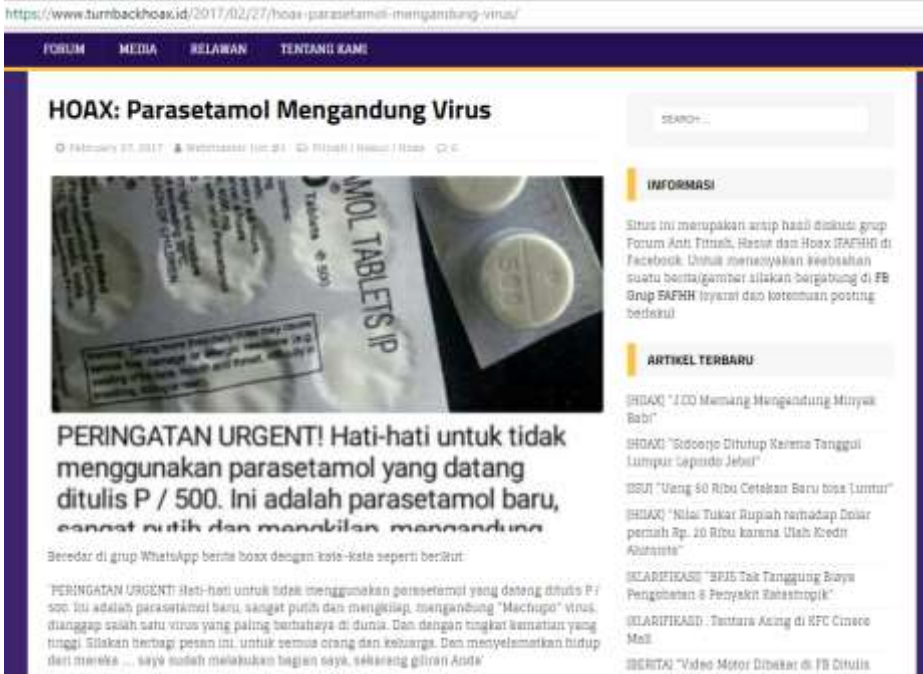 https://www.turnbackhoax.id/2017/02/27/hoax-parasetamol-mengandung-virus/
FORUM MEDIA RELAWAN TENTANG KAMI
HOAX: Parasetamol Mengandung Virus
February 27, 2017
SEARCH ...
AMOL TABLETS IP
Tablets
500
P
500
PERINGATAN URGENT! Hati-hati untuk tidak
menggunakan parasetamol yang datang
ditulis P / 500. Ini adalah parasetamol baru,
sangat putih dan mengkilap, mengandung
Beredar di grup WhatsApp berita hoax dengan kata-kata seperti berikut:
"PERINGATAN URGENT! Hati-hati untuk tidak menggunakan parasetamol yang datang ditulis P /
500. Ini adalah parasetamol baru, sangat putih dan mengkilap, mengandung "Machupo" virus,
dianggap salah satu virus yang paling berbahaya di dunia. Dan dengan tingkat kematian yang
tinggi. Silakan berbagi pesan ini, untuk semua orang dan keluarga. Dan menyelamatkan hidup
dari mereka .... saya sudah melakukan bagian saya, sekarang giliran Anda"
INFORMASI
Situs ini merupakan arsip hasil diskusi grup
Forum Anti Fitnah, Hasut dan Hoax (FAFHH) di
Facebook. Untuk menanyakan keabsahan
suatu berita/gambar silakan bergabung di FB
Grup FAFHH (syarat dan ketentuan posting
berlaku)
ARTIKEL TERBARU
[HOAX] "J.CO Memang Mengandung Minyak
Babi"
[HOAX] "Sidoarjo Ditutup Karena Tanggul
Lumpur Lapindo Jebol"
[ISU] "Uang 50 Ribu Cetakan Baru bisa Luntur"
[HOAX] "Nilai Tukar Rupiah terhadap Dolar
pernah Rp. 20 Ribu karena Ulah Kredit
[KLARIFIKASI] "BPJS Tak Tanggung Biaya
Pengobatan 8 Penyakit Katastropik"
[KLARIFIKASI] : Tentara Asing di KFC Cinere
Mall
[BERITA] "Video Motor Dibakar di FB Ditulis